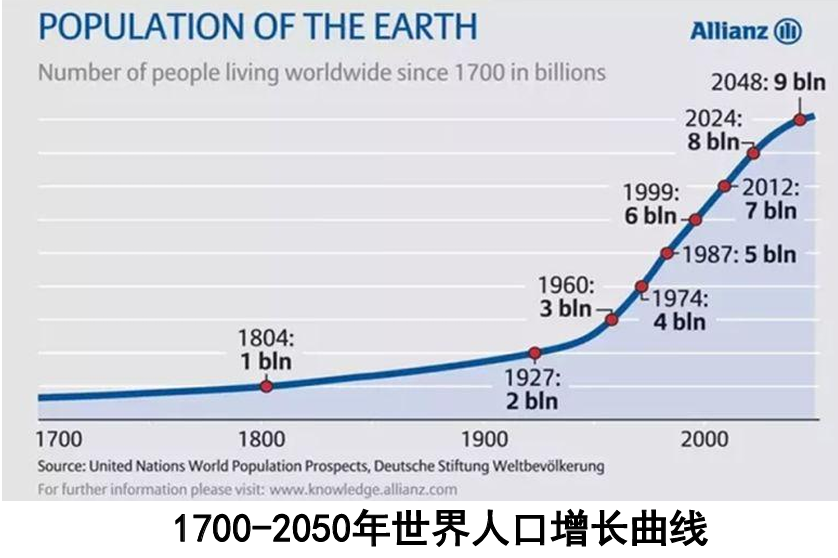 POPULATION OF THE EARTH
Allianz
Number of people living worldwide since 1700 in billions
2048: 9 bln
2024:
8 bln
2012:
7 bln
1999:
6 bln
1987: 5 bln
1974:
4 bln
1960:
3 bln
1927:
2 bln
1804:
1 bln
1700 1800 1900 2000
Source: United Nations World Population Prospects, Deutsche Stiftung Weltbevölkerung
For further information please visit: www.knowledge.allianz.com
1700-2050年世界人口增长曲线